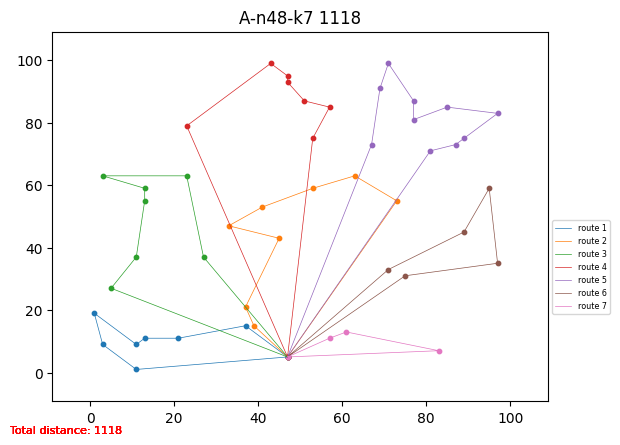 A-n48-k7 1118
100
80
60
40
20
0
0 20 40 60 80 100
route 1
route 2
route 3
route 4
route 5
route 6
route 7
Total distance: 1118